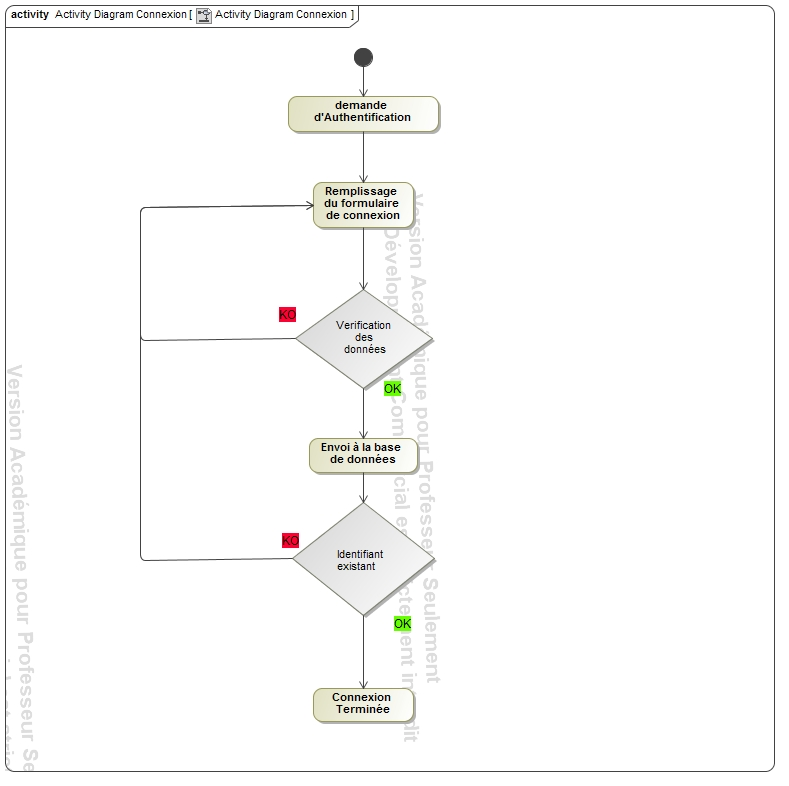 activity Activity Diagram Connexion [ Activity Diagram Connexion ]
demande
d'Authentification
Remplissage
du formulaire
de connexion
KO
Verification
des
données
OK
Envoi à la base
de données
KO
Identifiant
existant
OK
Connexion
Terminée
Version Académique pour Professeur Seulement
Version Académique pour Professeur Se